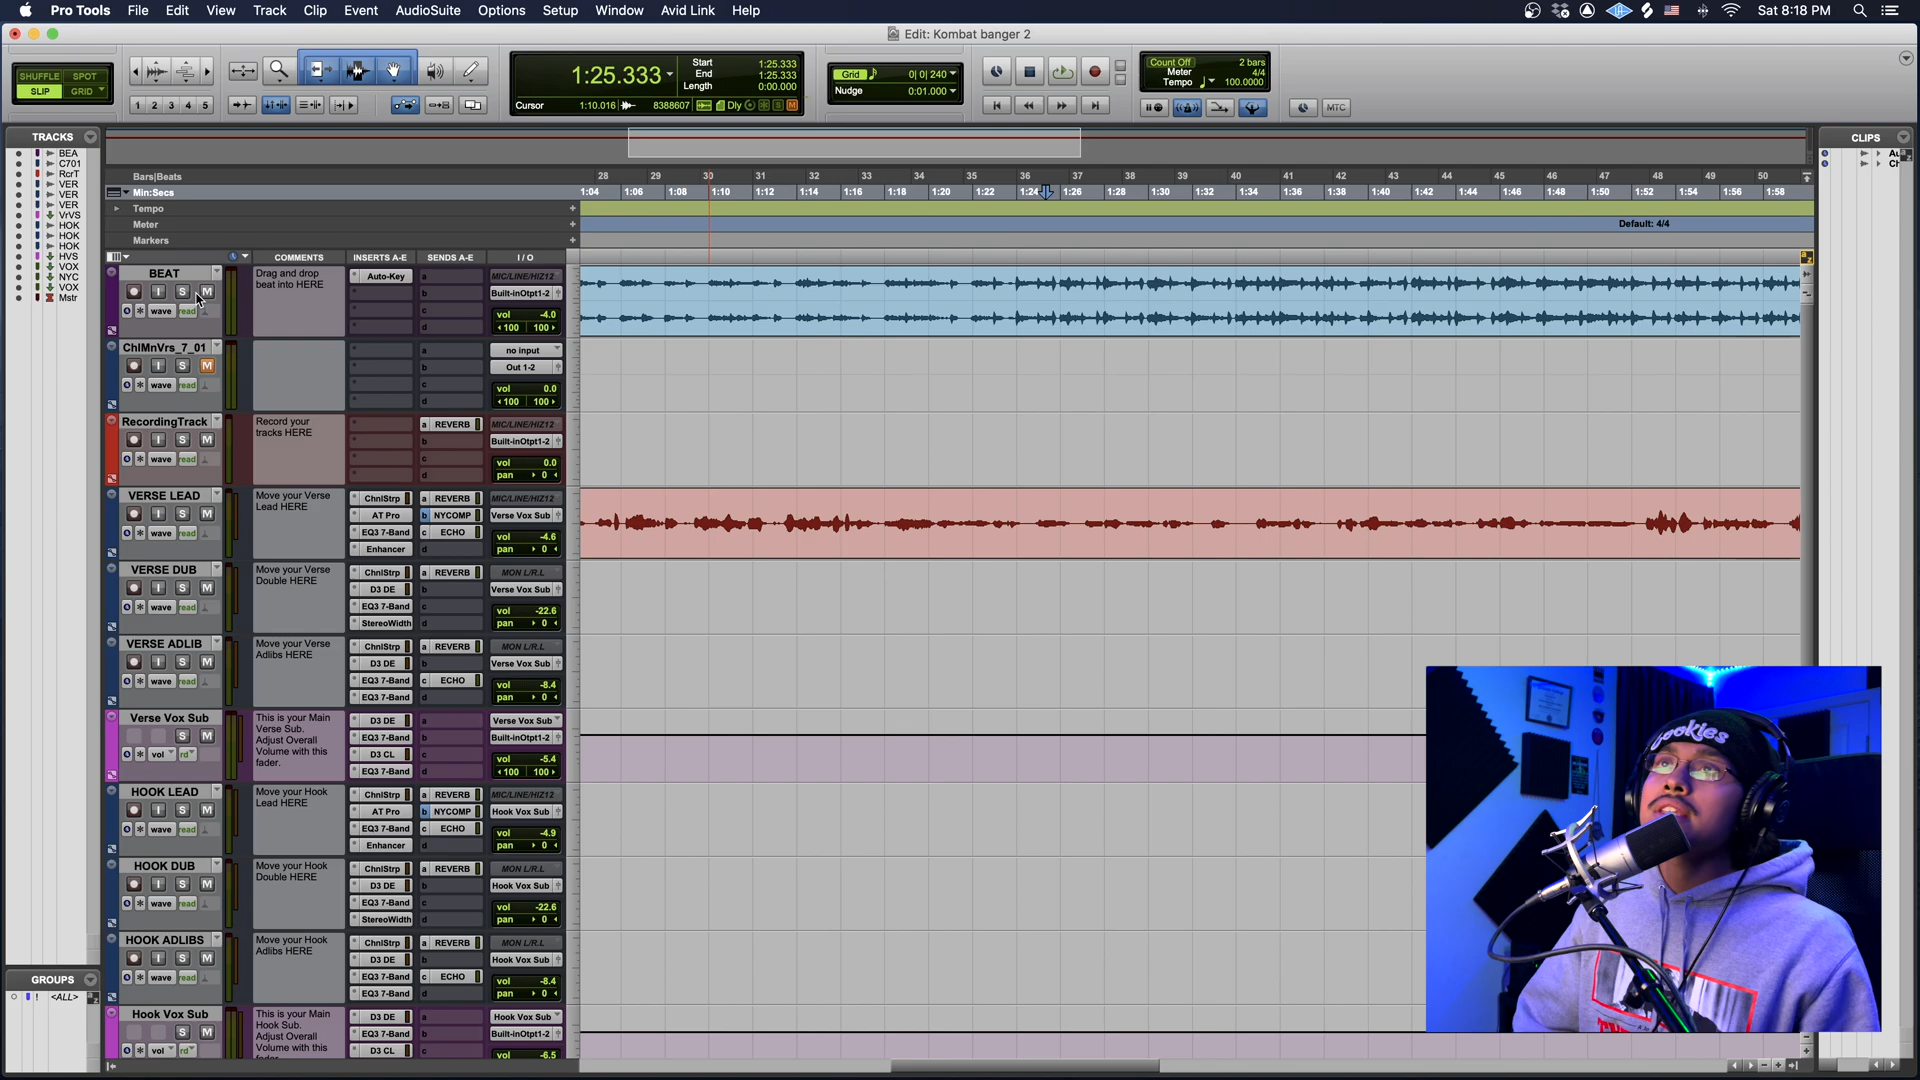 Pro Tools File Edit View Track Clip Event AudioSuite Options Setup Window Avid Link Help Sat 8:18 PM
Edit: Kombat banger 2
SHUFFLE SPOT
SLIP GRID
1 2 3 4 5
1:25.333
Start 1:25.333
End 1:25.333
Length 0:00.000
Cursor 1:10.016 8388607 Dly S M
Grid 0| 0| 240
Nudge 0:01.000
Count Off 2 bars
Meter 4/4
Tempo 100.0000
MTC
TRACKS
BEA
C701
RcrT
VER
VER
VER
VrVS
HOK
HOK
HOK
HVS
VOX
NYC
VOX
Mstr
CLIPS
Bars|Beats 28 29 30 31 32 33 34 35 36 37 38 39 40 41 42 43 44 45 46 47 48 49 50
Min:Secs 1:04 1:06 1:08 1:10 1:12 1:14 1:16 1:18 1:20 1:22 1:24 1:26 1:28 1:30 1:32 1:34 1:36 1:38 1:40 1:42 1:44 1:46 1:48 1:50 1:52 1:54 1:56 1:58
Tempo
Meter Default: 4/4
Markers
COMMENTS INSERTS A-E SENDS A-E I / O
BEAT
I S M
wave read
Drag and drop
beat into HERE
Auto-Key
a
b
c
d
MIC/LINE/HIZ12
Built-inOtpt1-2
vol -4.0
100 100
ChlMnVrs_7_01
I S M
wave read
a
b
c
d
no input
Out 1-2
vol 0.0
100 100
RecordingTrack
I S M
wave read
Record your
tracks HERE
a REVERB
b
c
d
MIC/LINE/HIZ12
Built-inOtpt1-2
vol 0.0
pan 0
VERSE LEAD
I S M
wave read
Move your Verse
Lead HERE
ChnlStrp
AT Pro
EQ3 7-Band
Enhancer
a REVERB
b NYCOMP
c ECHO
d
MIC/LINE/HIZ12
Verse Vox Sub
vol -4.6
pan 0
VERSE DUB
I S M
wave read
Move your Verse
Double HERE
ChnlStrp
D3 DE
EQ3 7-Band
StereoWidth
a REVERB
b
c
d
MON L/R.L
Verse Vox Sub
vol -22.6
pan 0
VERSE ADLIB
I S M
wave read
Move your Verse
Adlibs HERE
ChnlStrp
D3 DE
EQ3 7-Band
EQ3 7-Band
a REVERB
b
c ECHO
d
MON L/R.L
Verse Vox Sub
vol -8.4
pan 0
Verse Vox Sub
S M
vol rd
This is your Main
Verse Sub.
Adjust Overall
Volume with this
fader.
D3 DE
EQ3 7-Band
D3 CL
EQ3 7-Band
a
b
c
d
Verse Vox Sub
Built-inOtpt1-2
vol -5.4
100 100
HOOK LEAD
I S M
wave read
Move your Hook
Lead HERE
ChnlStrp
AT Pro
EQ3 7-Band
Enhancer
a REVERB
b NYCOMP
c ECHO
d
MIC/LINE/HIZ12
Hook Vox Sub
vol -4.9
pan 0
HOOK DUB
I S M
wave read
Move your Hook
Double HERE
ChnlStrp
D3 DE
EQ3 7-Band
StereoWidth
a REVERB
b
c
d
MON L/R.L
Hook Vox Sub
vol -22.6
pan 0
HOOK ADLIBS
I S M
wave read
Move your Hook
Adlibs HERE
ChnlStrp
D3 DE
EQ3 7-Band
EQ3 7-Band
a REVERB
b
c ECHO
d
MON L/R.L
Hook Vox Sub
vol -8.4
pan 0
Hook Vox Sub
S M
vol rd
This is your Main
Hook Sub.
Adjust Overall
Volume with this
D3 DE
EQ3 7-Band
D3 CL
a
b
c
Hook Vox Sub
Built-inOtpt1-2
vol -6.5
GROUPS
! <ALL>
Cookies